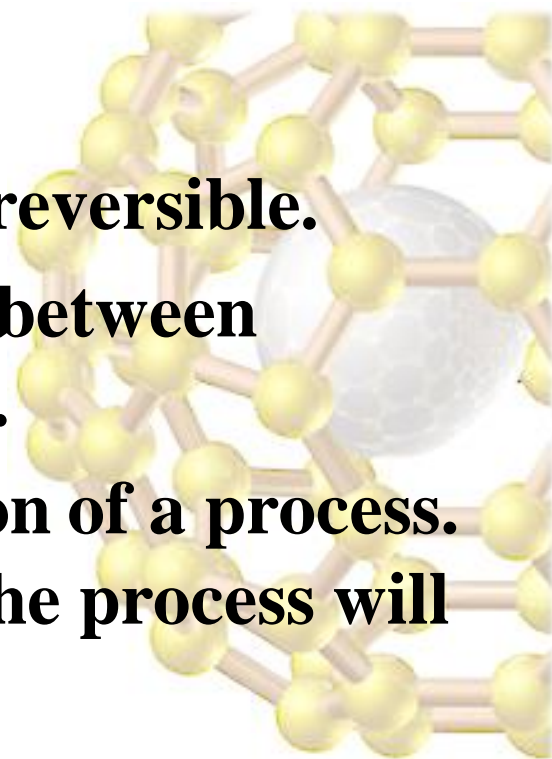 reversible.
between
.
on of a process.
he process will